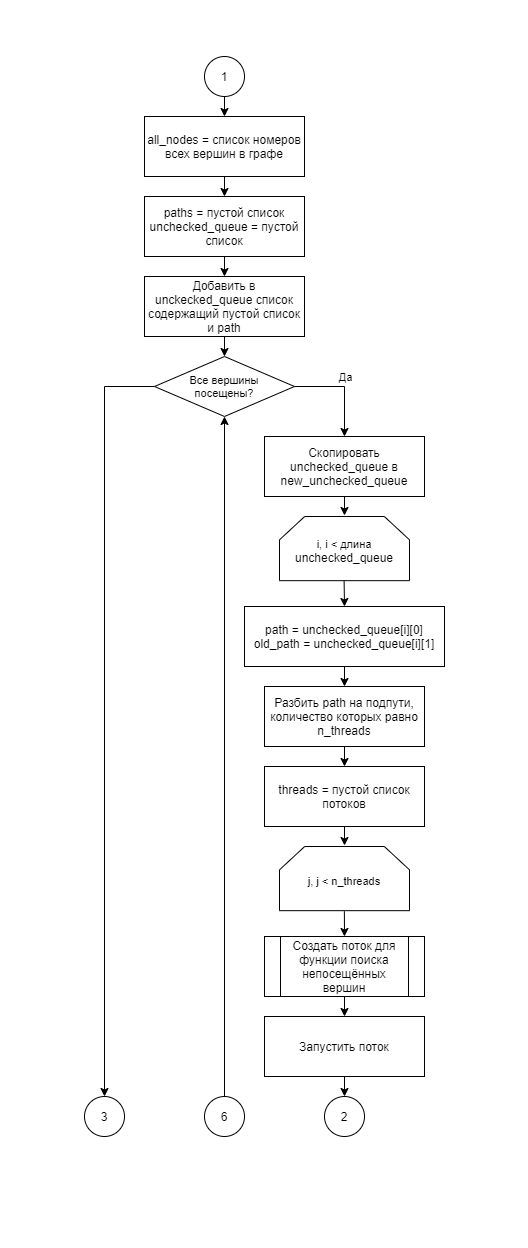 1
all_nodes = список номеров
всех вершин в графе
paths = пустой список
unchecked_queue = пустой
список
Добавить в
unckecked_queue список
содержащий пустой список
и path
Все вершины
посещены?
Да
Скопировать
unchecked_queue в
new_unchecked_queue
i, i < длина
unchecked_queue
path = unchecked_queue[i][0]
old_path = unchecked_queue[i][1]
Разбить path на подпути,
количество которых равно
n_threads
threads = пустой список
потоков
j, j < n_threads
Создать поток для
функции поиска
непосещённых
вершин
Запустить поток
3
6
2